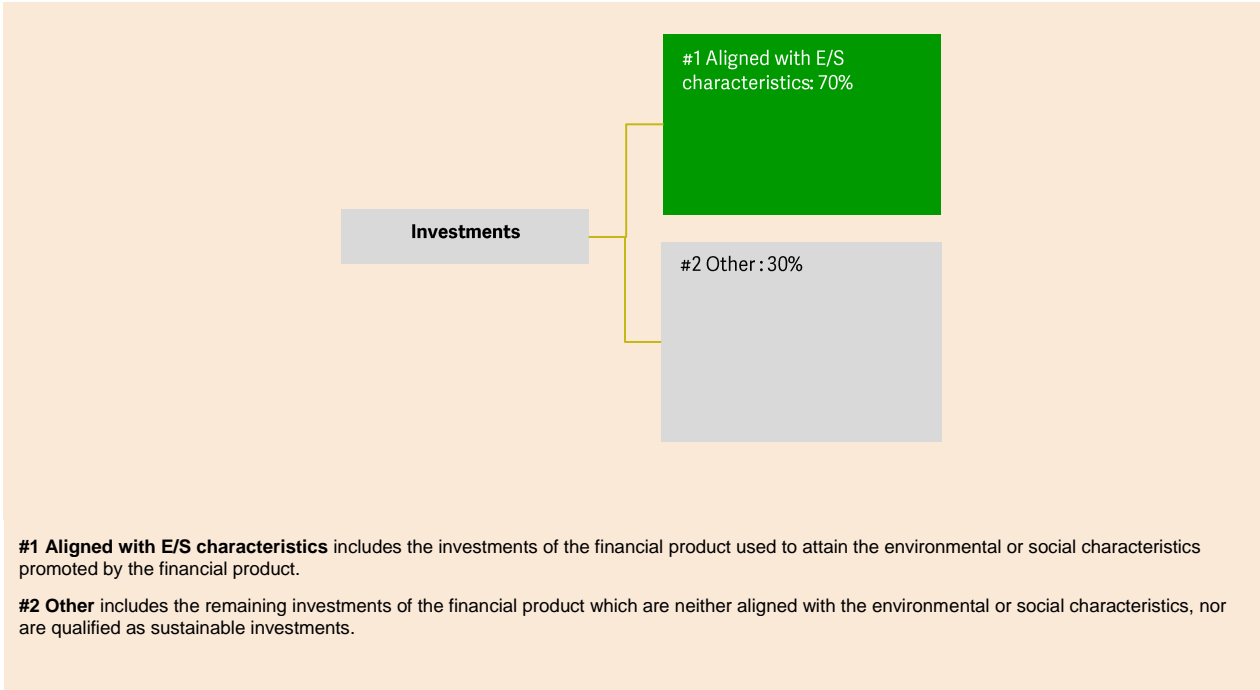 #1 Aligned with E/S
characteristics: 70%
Investments
#2 Other : 30%
#1 Aligned with E/S characteristics includes the investments of the financial product used to attain the environmental or social characteristics
promoted by the financial product.
#2 Other includes the remaining investments of the financial product which are neither aligned with the environmental or social characteristics, nor
are qualified as sustainable investments.